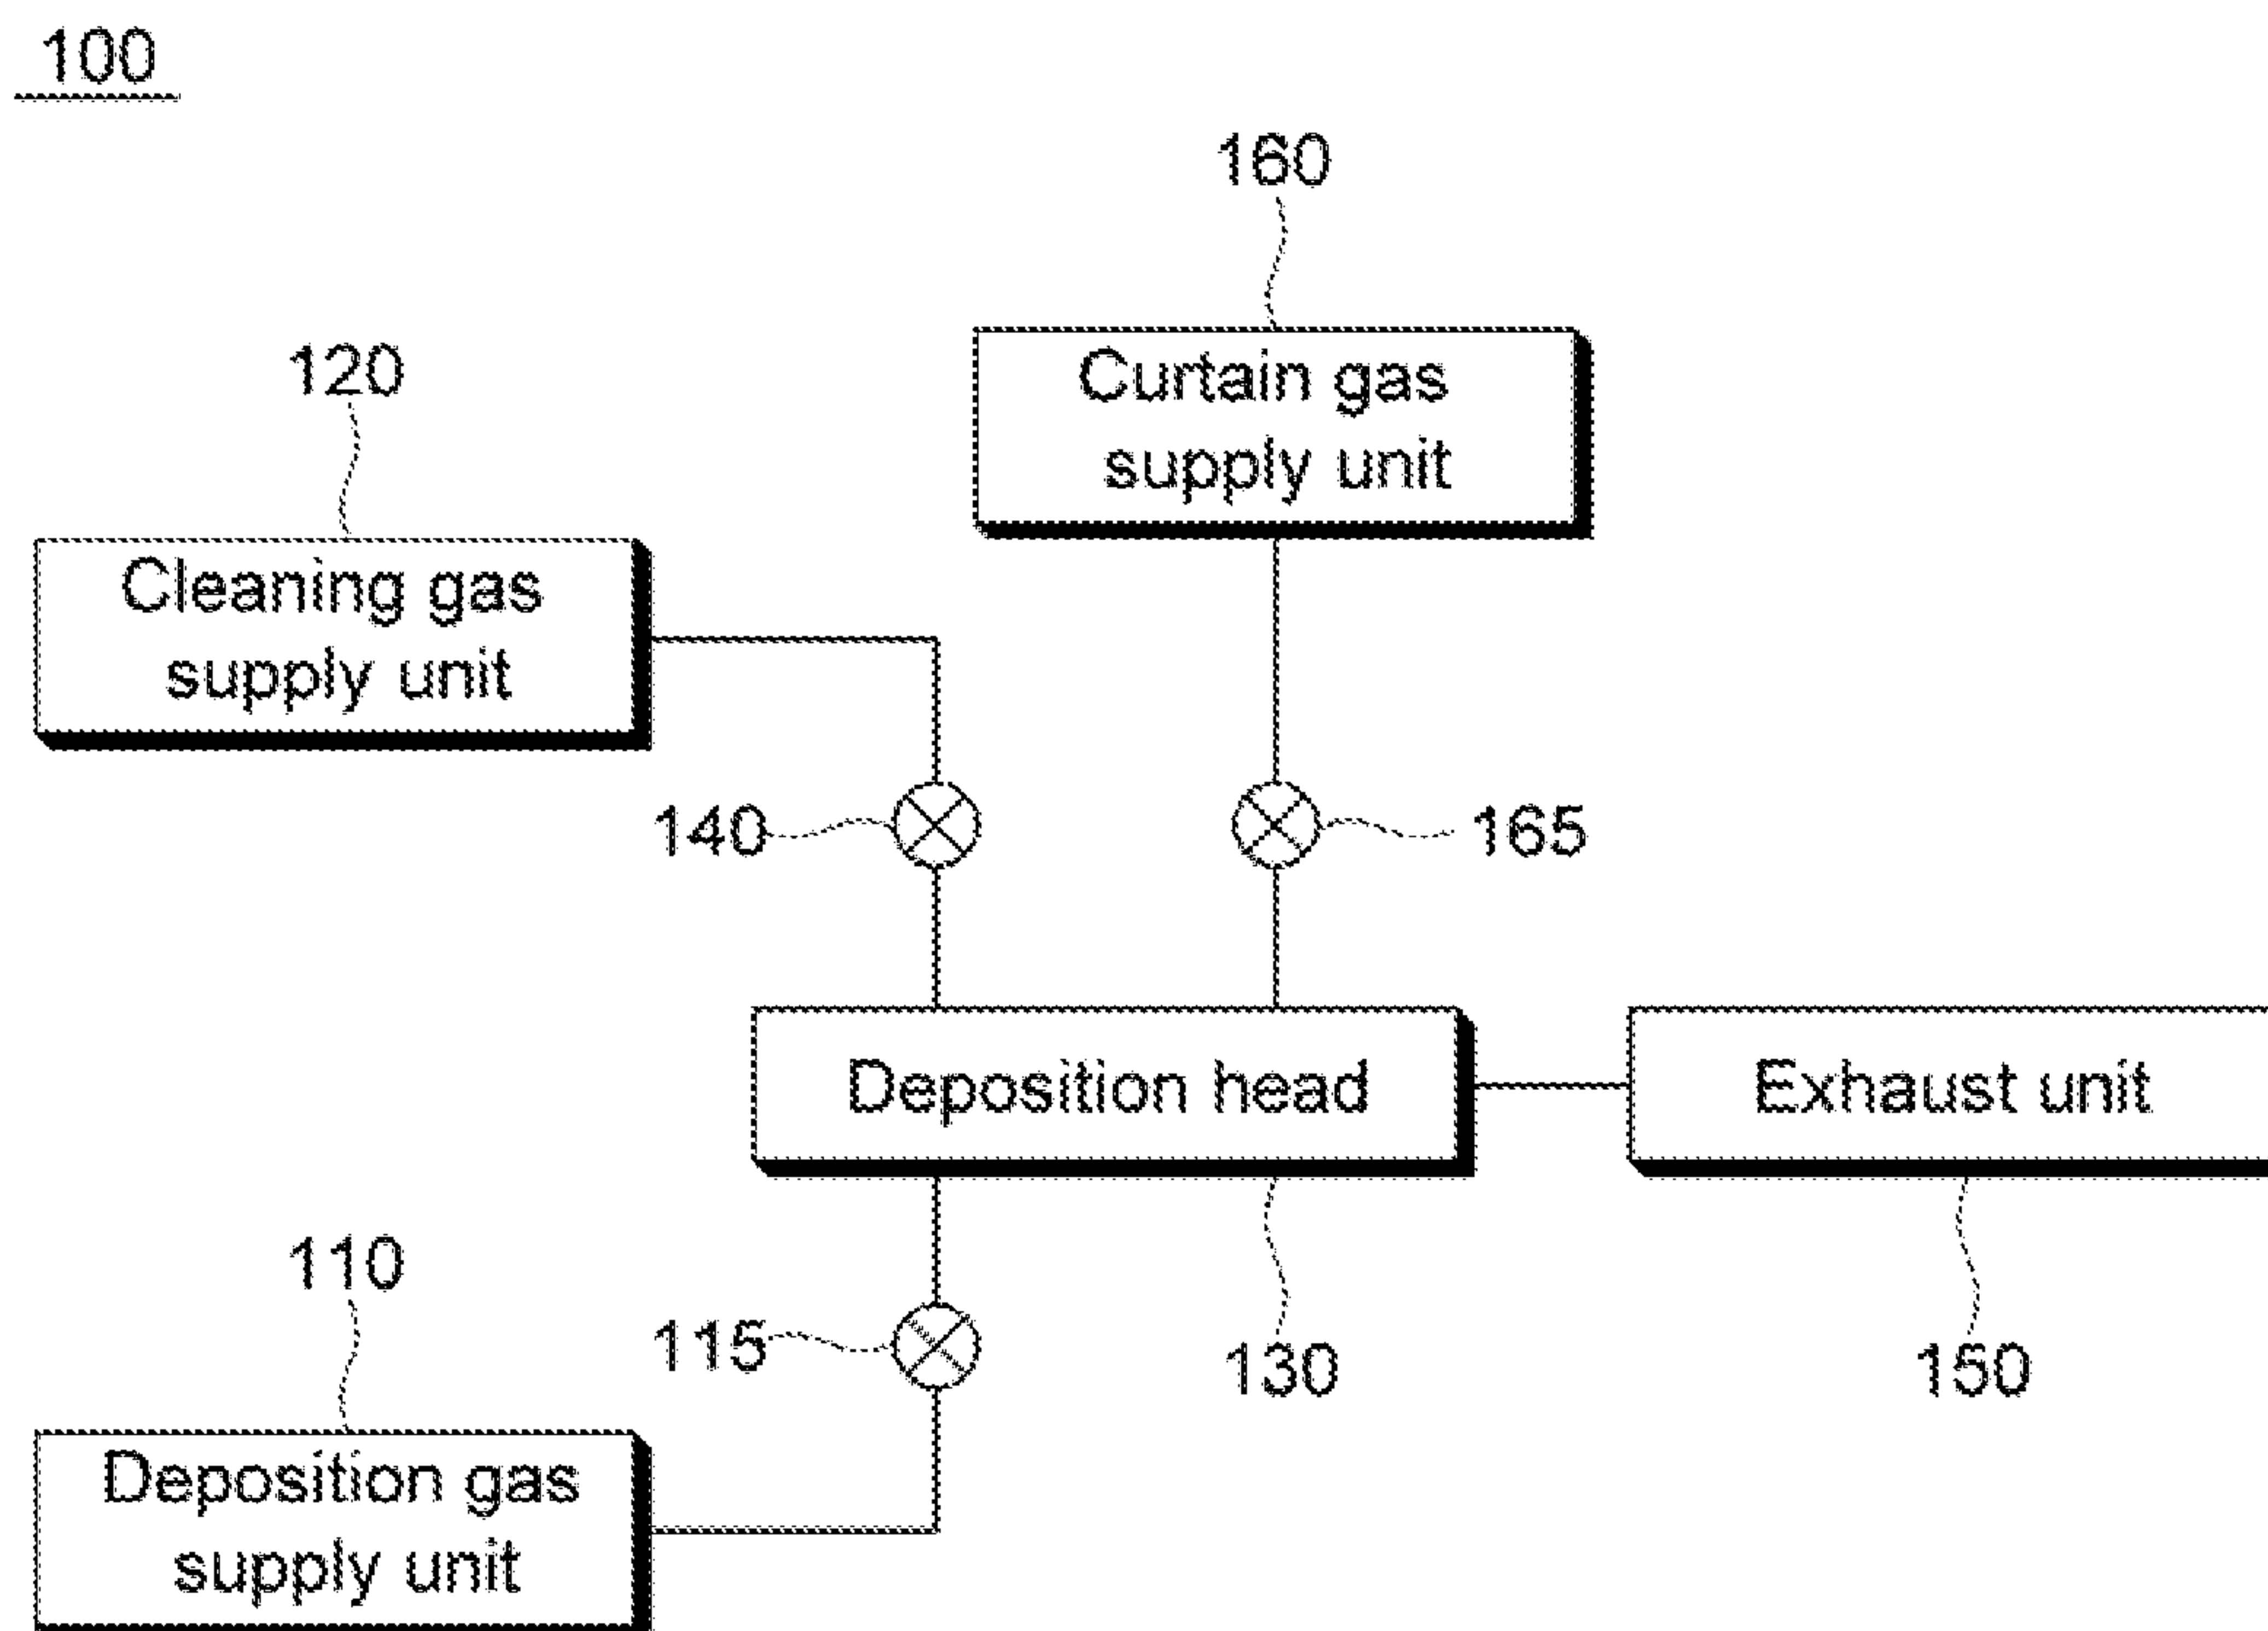 100
160
120
Curtain gas
supply unit
Cleaning gas
supply unit
140
165
Deposition head
Exhaust unit
110
115
130
150
Deposition gas
supply unit